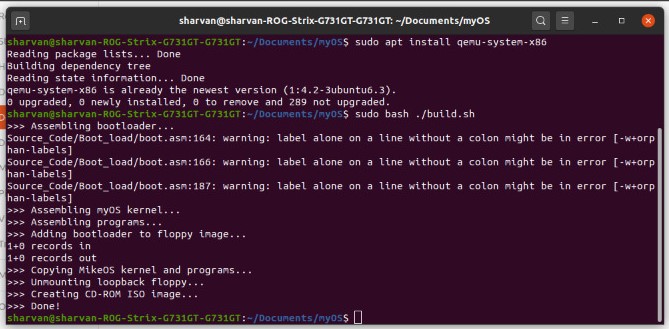 sharvan@sharvan-ROG-Strix-G731GT-G731GT: ~/Documents/myOS
sharvan@sharvan-ROG-Strix-G731GT-G731GT:~/Documents/myOS$ sudo apt install qemu-system-x86
Reading package lists... Done
Building dependency tree
Reading state information... Done
qemu-system-x86 is already the newest version (1:4.2-3ubuntu6.3).
0 upgraded, 0 newly installed, 0 to remove and 289 not upgraded.
sharvan@sharvan-ROG-Strix-G731GT-G731GT:~/Documents/myOS$ sudo bash ./build.sh
>>> Assembling bootloader...
Source_Code/Boot_load/boot.asm:164: warning: label alone on a line without a colon might be in error [-w+orp
han-labels]
Source_Code/Boot_load/boot.asm:166: warning: label alone on a line without a colon might be in error [-w+orp
han-labels]
Source_Code/Boot_load/boot.asm:187: warning: label alone on a line without a colon might be in error [-w+orp
han-labels]
>>> Assembling myOS kernel...
>>> Assembling programs...
>>> Adding bootloader to floppy image...
1+0 records in
1+0 records out
>>> Copying MikeOS kernel and programs...
>>> Unmounting loopback floppy...
>>> Creating CD-ROM ISO image...
>>> Done!
sharvan@sharvan-ROG-Strix-G731GT-G731GT:~/Documents/myOS$